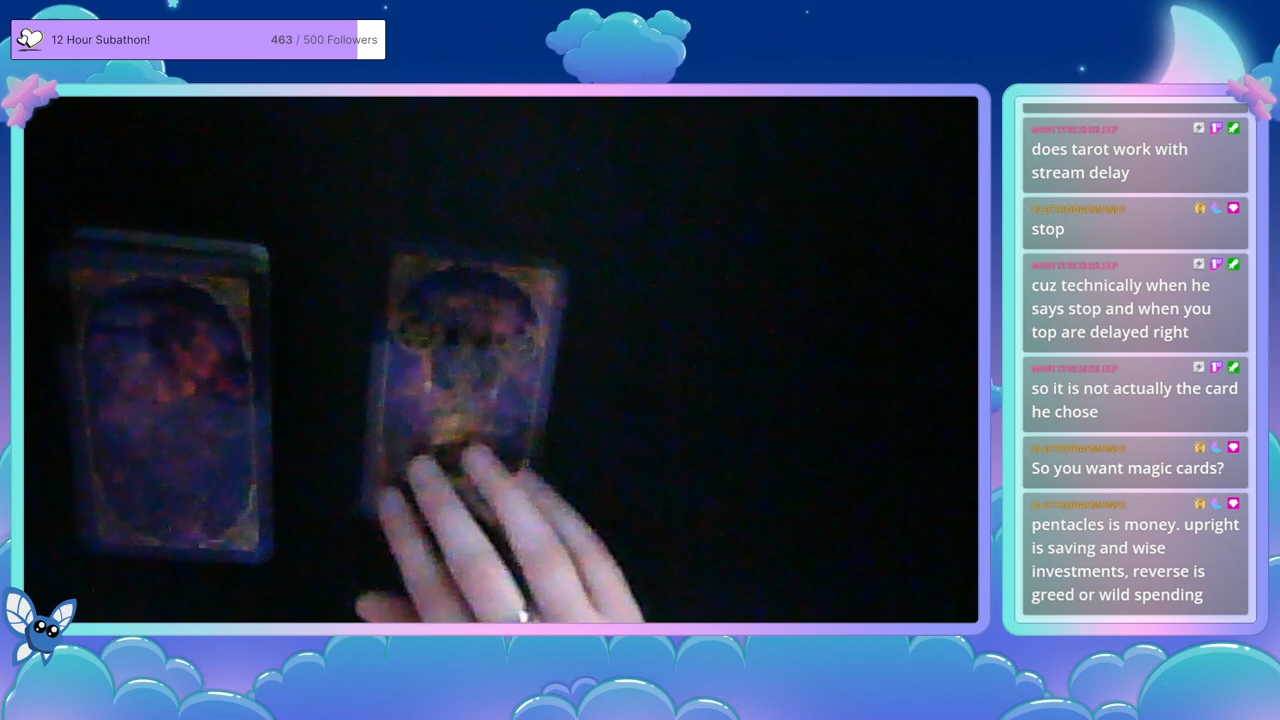 12 Hour Subathon!
463 / 500 Followers
does tarot work with
stream delay
stop
cuz technically when he
says stop and when you
top are delayed right
so it is not actually the card
he chose
So you want magic cards?
pentacles is money. upright
is saving and wise
investments, reverse is
greed or wild spending